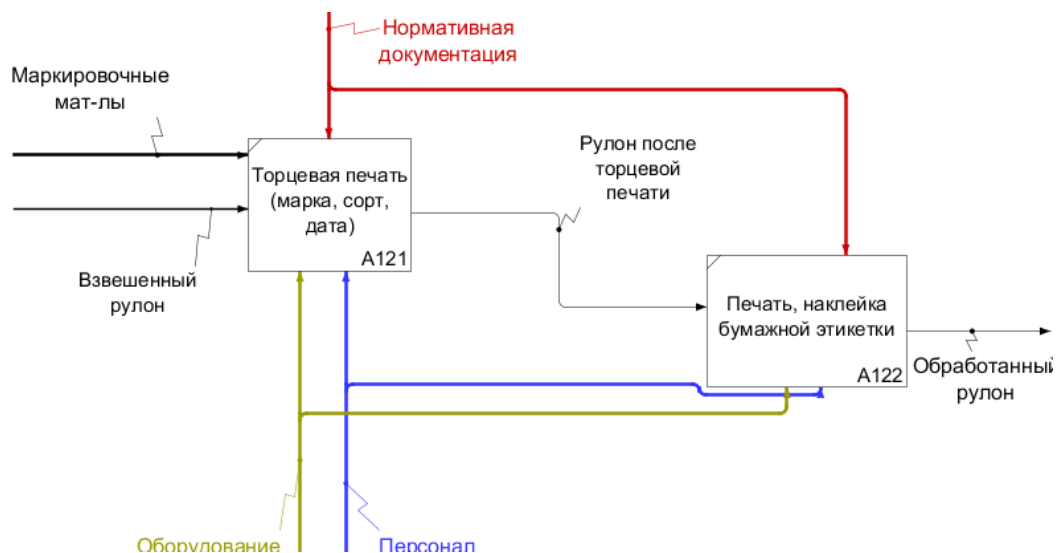 Нормативная
документация
Маркировочные
мат-лы
Торцевая печать
(марка, сорт,
дата)
A121
Рулон после
торцевой
печати
Взвешенный
рулон
Печать, наклейка
бумажной этикетки
A122
Обработанный
рулон
Оборудование
Персонал